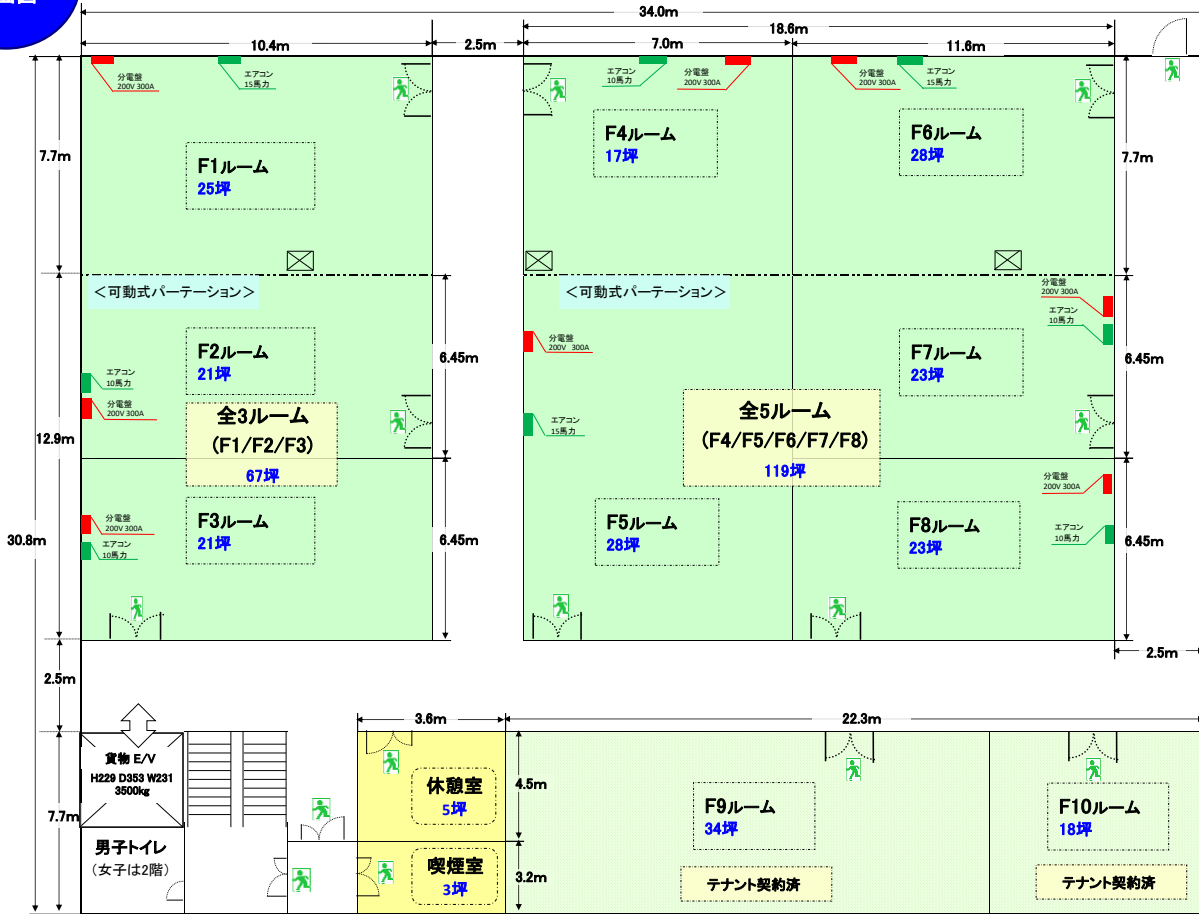 34.0m
18.6m
10.4m
2.5m
7.0m
11.6m
分電盤
200V 300A
エアコン
15馬力
エアコン
10馬力
分電盤
200V 300A
分電盤
200V 300A
エアコン
15馬力
7.7m
F1ルーム
25坪
F4ルーム
17坪
F6ルーム
28坪
7.7m
<可動式パーテーション>
<可動式パーテーション>
分電盤
200V 300A
エアコン
10馬力
F2ルーム
21坪
エアコン
10馬力
分電盤
200V 300A
6.45m
分電盤
200V 300A
F7ルーム
23坪
6.45m
12.9m
全3ルーム
(F1/F2/F3)
67坪
エアコン
15馬力
全5ルーム
(F4/F5/F6/F7/F8)
119坪
分電盤
200V 300A
30.8m
分電盤
200V 300A
エアコン
10馬力
F3ルーム
21坪
6.45m
F5ルーム
28坪
F8ルーム
23坪
エアコン
10馬力
6.45m
2.5m
2.5m
3.6m
22.3m
貨物 E/V
H229 D353 W231
3500kg
7.7m
男子トイレ
(女子は2階)
休憩室
5坪
4.5m
喫煙室
3坪
3.2m
F9ルーム
34坪
テナント契約済
F10ルーム
18坪
テナント契約済